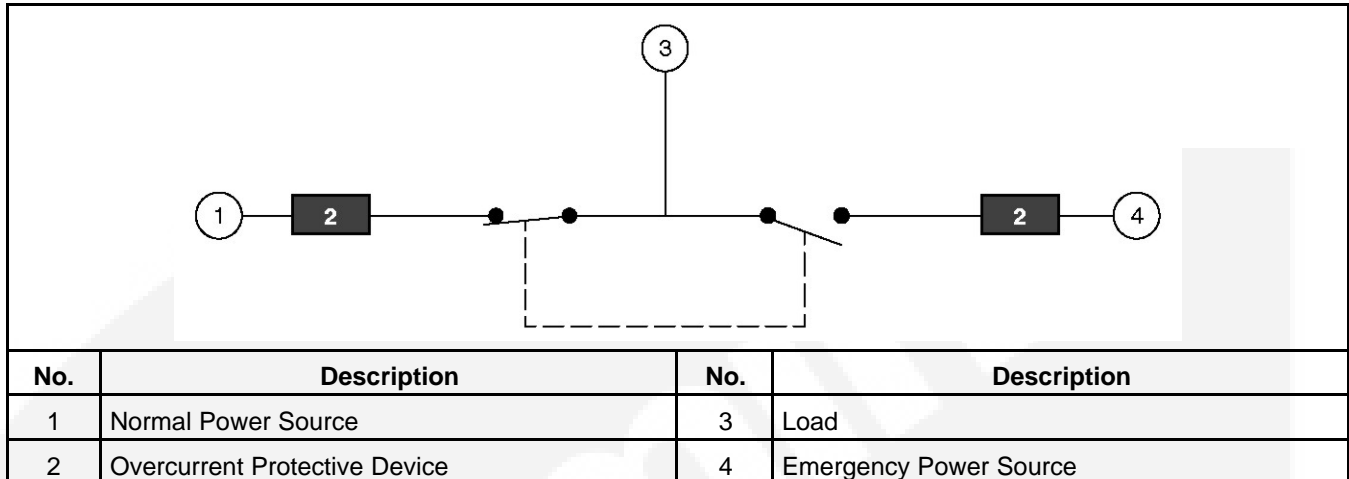 3
1 2 2 4
No. Description No. Description
1 Normal Power Source 3 Load
2 Overcurrent Protective Device 4 Emergency Power Source